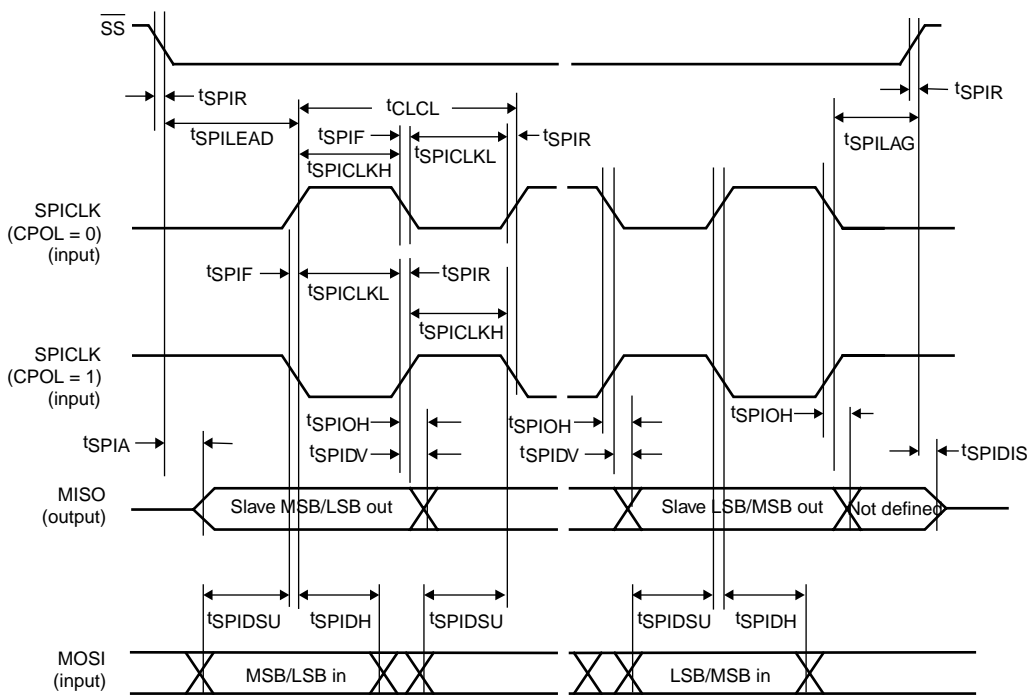 SS
tSPIR
tCLCL
tSPIR
tSPILEAD
tSPIF
tSPICLKL
tSPIR
tSPILAG
tSPICLKH
SPICLK
(CPOL = 0)
(input)
tSPIF
tSPIR
tSPICLKL
tSPICLKH
SPICLK
(CPOL = 1)
(input)
tSPIOH
tSPIOH
tSPIOH
tSPIA
tSPIDV
tSPIDV
tSPIDIS
MISO
(output)
Slave MSB/LSB out
Slave LSB/MSB out
Not defined
tSPIDSU
tSPIDH
tSPIDSU
tSPIDSU
tSPIDH
MOSI
(input)
MSB/LSB in
LSB/MSB in